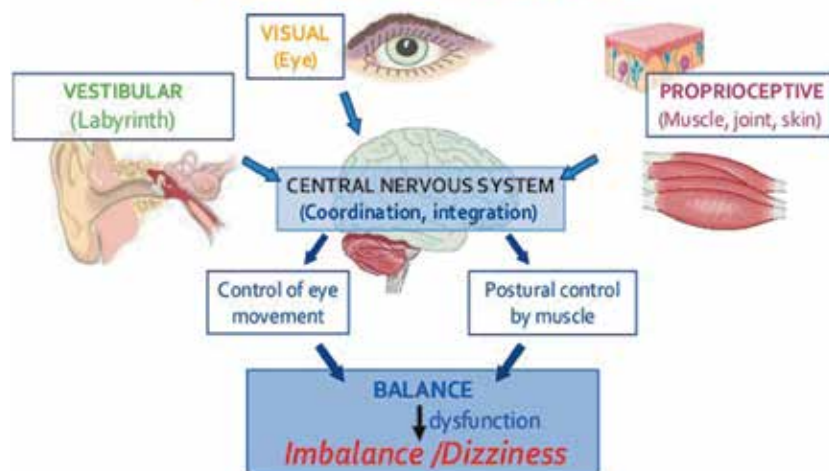 VISUAL
(Eye)
VESTIBULAR
(Labyrinth)
PROPRIOCEPTIVE
(Muscle, joint, skin)
CENTRAL NERVOUS SYSTEM
(Coordination, integration)
Control of eye
movement
Postural control
by muscle
BALANCE
dysfunction
Imbalance /Dizziness